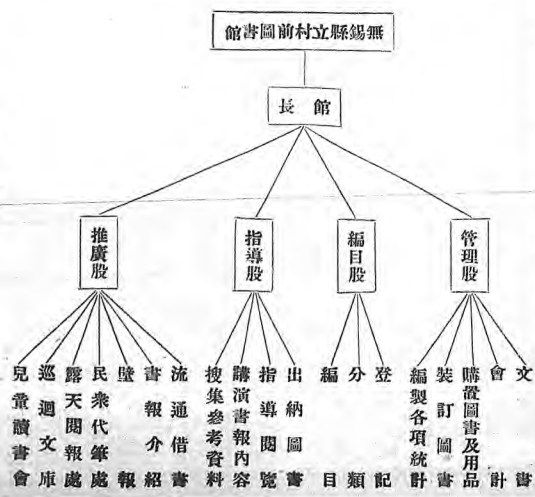 無錫縣立村前圖書館
館長
管理股
編目股
指導股
推廣股
文書
會計
購置圖書及用品
裝訂圖書
編製各項統計
登記
分類
編目
出納圖書
指導閱覽
講演書報內容
搜集參考資料
流通借書
書報介紹
壁報
民衆代筆處
露天閱報處
巡迴文庫
兒童讀書會